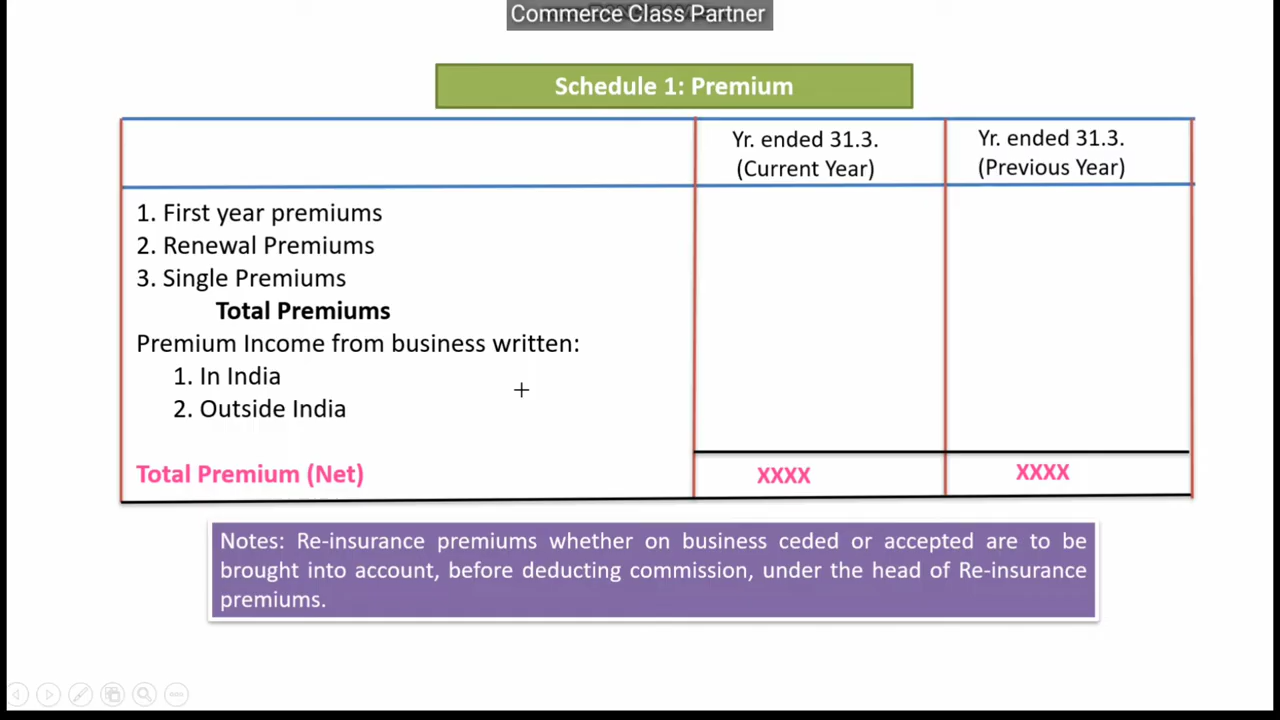 Commerce Class Partner
Schedule 1: Premium
Yr. ended 31.3. (Current Year)
Yr. ended 31.3. (Previous Year)
1. First year premiums
2. Renewal Premiums
3. Single Premiums
Total Premiums
Premium Income from business written:
1. In India
2. Outside India
Total Premium (Net) XXXX XXXX
Notes: Re-insurance premiums whether on business ceded or accepted are to be
brought into account, before deducting commission, under the head of Re-insurance
premiums.